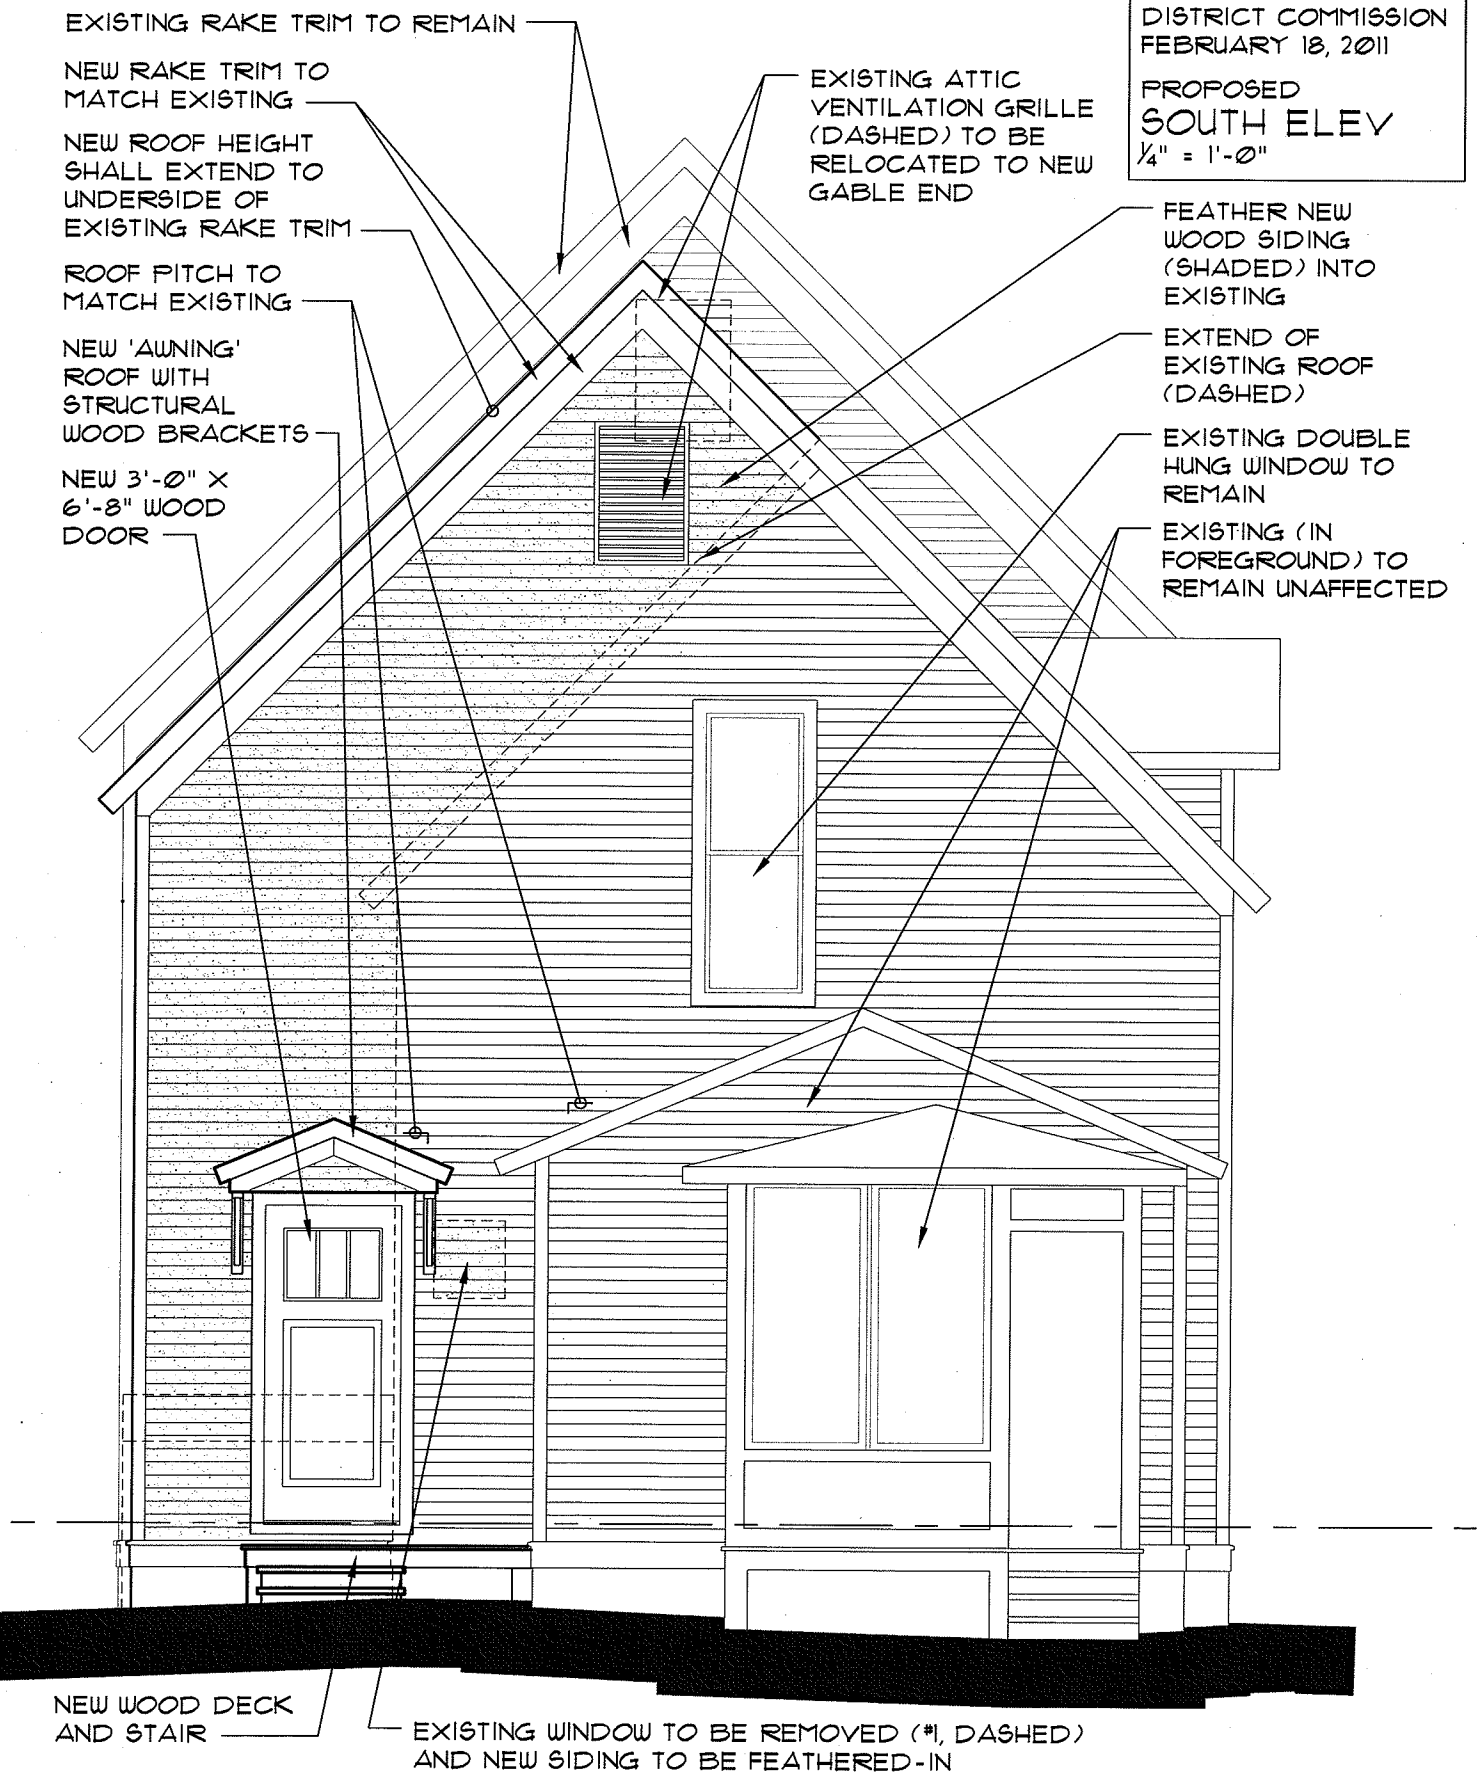 EXISTING RAKE TRIM TO REMAIN
NEW RAKE TRIM TO
MATCH EXISTING
NEW ROOF HEIGHT
SHALL EXTEND TO
UNDERSIDE OF
EXISTING RAKE TRIM
ROOF PITCH TO
MATCH EXISTING
NEW 'AWNING'
ROOF WITH
STRUCTURAL
WOOD BRACKETS
NEW 3'-0" X
6'-8" WOOD
DOOR
EXISTING ATTIC
VENTILATION GRILLE
(DASHED) TO BE
RELOCATED TO NEW
GABLE END
DISTRICT COMMISSION
FEBRUARY 18, 2011
PROPOSED
SOUTH ELEV
1/4" = 1'-0"
FEATHER NEW
WOOD SIDING
(SHADED) INTO
EXISTING
EXTEND OF
EXISTING ROOF
(DASHED)
EXISTING DOUBLE
HUNG WINDOW TO
REMAIN
EXISTING (IN
FOREGROUND) TO
REMAIN UNAFFECTED
NEW WOOD DECK
AND STAIR
EXISTING WINDOW TO BE REMOVED (#1, DASHED)
AND NEW SIDING TO BE FEATHERED-IN